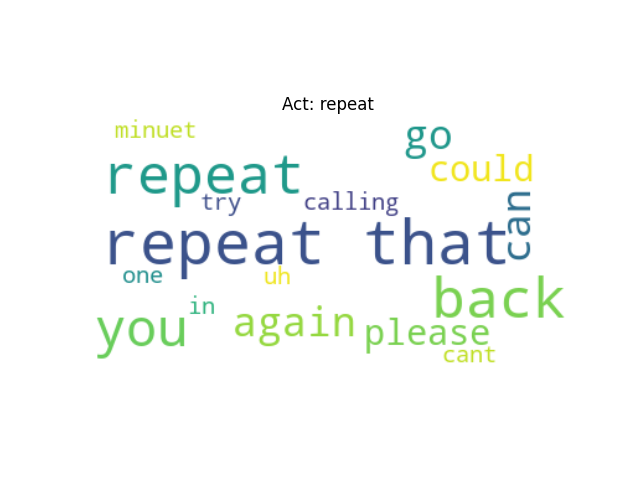 Act: repeat
minuet
go
repeat
could
try
calling
can
repeat that
one
uh
back
in
you
again
please
cant